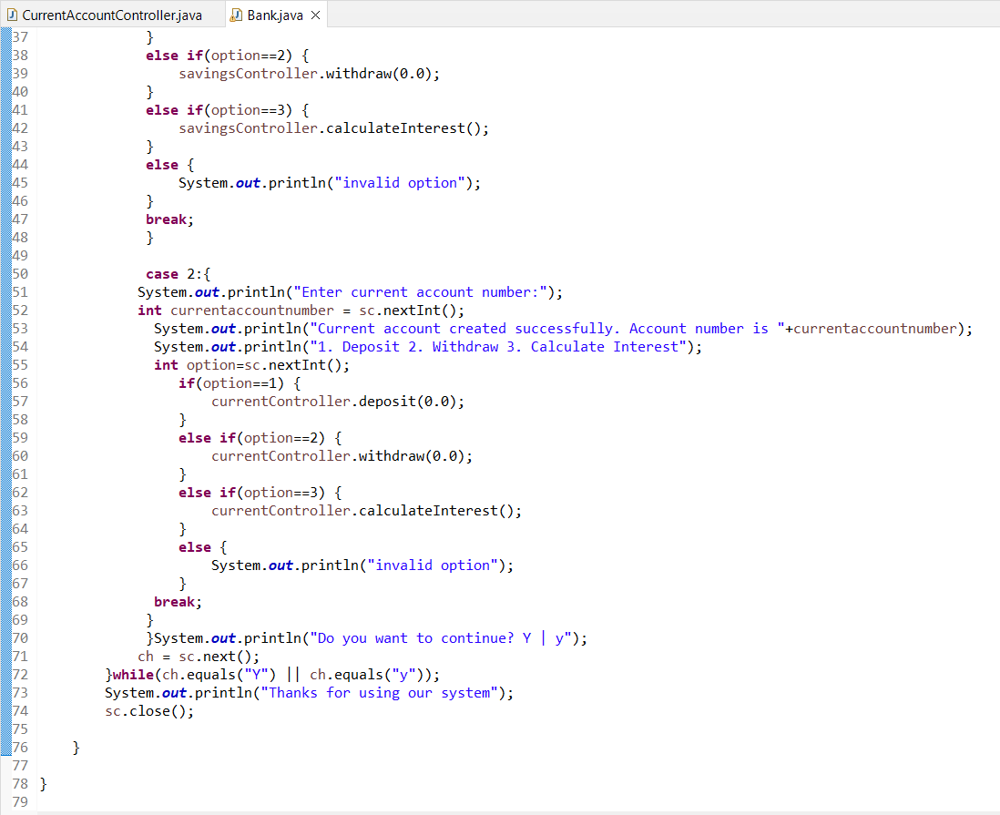 CurrentAccountController.java Bank.java
37 }
38 else if(option==2) {
39 savingsController.withdraw(0.0);
40 }
41 else if(option==3) {
42 savingsController.calculateInterest();
43 }
44 else {
45 System.out.println("invalid option");
46 }
47 break;
48 }
49
50 case 2:{
51 System.out.println("Enter current account number:");
52 int currentaccountnumber = sc.nextInt();
53 System.out.println("Current account created successfully. Account number is "+currentaccountnumber);
54 System.out.println("1. Deposit 2. Withdraw 3. Calculate Interest");
55 int option=sc.nextInt();
56 if(option==1) {
57 currentController.deposit(0.0);
58 }
59 else if(option==2) {
60 currentController.withdraw(0.0);
61 }
62 else if(option==3) {
63 currentController.calculateInterest();
64 }
65 else {
66 System.out.println("invalid option");
67 }
68 break;
69 }
70 }System.out.println("Do you want to continue? Y | y");
71 ch = sc.next();
72 }while(ch.equals("Y") || ch.equals("y"));
73 System.out.println("Thanks for using our system");
74 sc.close();
75
76 }
77
78 }
79